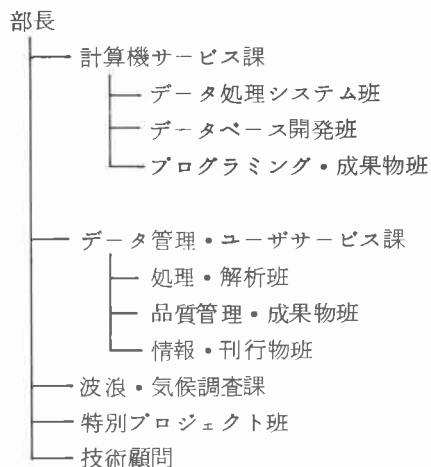 部長
計算機サービス課
データ処理システム班
データベース開発班
プログラミング・成果物班
データ管理・ユーザサービス課
処理・解析班
品質管理・成果物班
情報・刊行物班
波浪・気候調査課
特別プロジェクト班
技術顧問